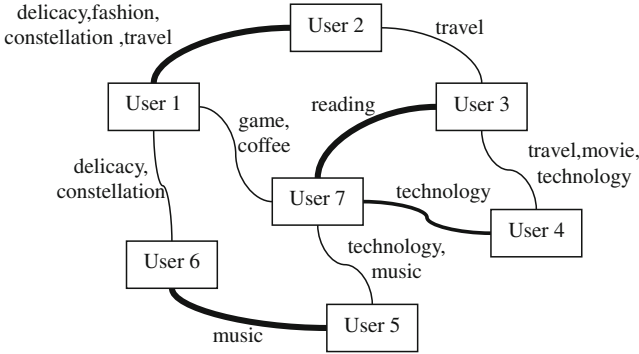 delicacy,fashion,
constellation ,travel
User 2
travel
User 1
reading
User 3
game,
coffee
travel,movie,
technology
delicacy,
constellation
User 7
technology
User 4
technology,
music
User 6
music
User 5